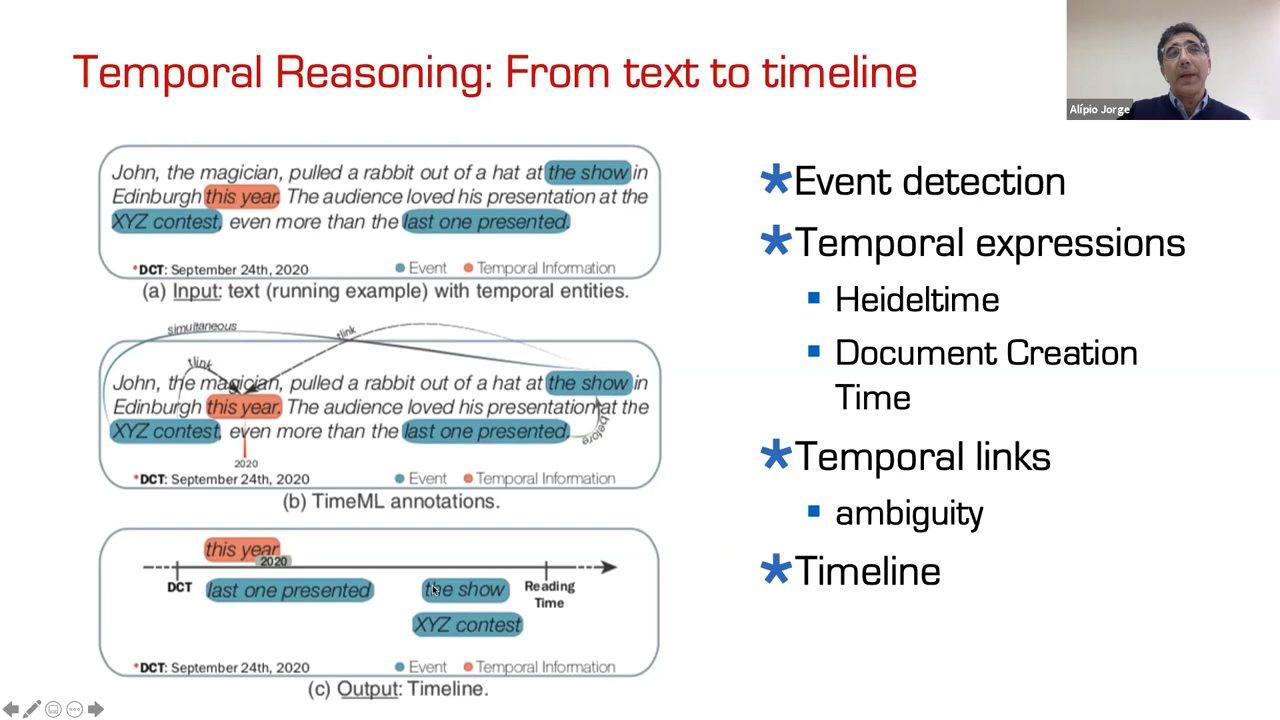 Temporal Reasoning: From text to timeline
Alípio Jorge
John, the magician, pulled a rabbit out of a hat at the show in
Edinburgh this year. The audience loved his presentation at the
XYZ contest, even more than the last one presented.
*DCT: September 24th, 2020 Event Temporal Information
(a) Input: text (running example) with temporal entities.
simultaneous
tlink
tlink
John, the magician, pulled a rabbit out of a hat at the show in
Edinburgh this year. The audience loved his presentation at the
XYZ contest, even more than the last one presented.
before
2020
*DCT: September 24th, 2020 Event Temporal Information
(b) TimeML annotations.
this year
2020
DCT last one presented the show Reading
Time
XYZ contest
*DCT: September 24th, 2020 Event Temporal Information
(c) Output: Timeline.
Event detection
Temporal expressions
Heideltime
Document Creation
Time
Temporal links
ambiguity
Timeline